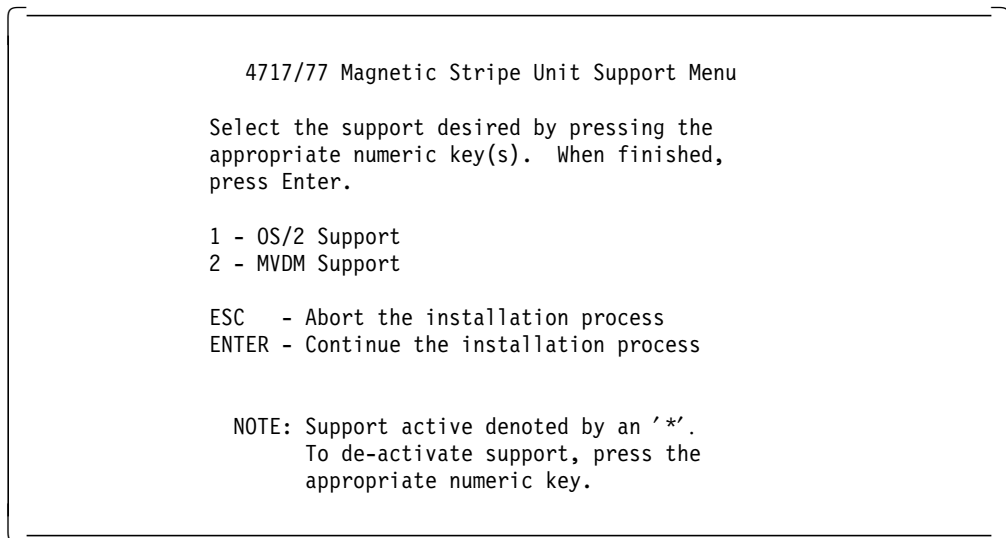 4717/77 Magnetic Stripe Unit Support Menu
Select the support desired by pressing the
appropriate numeric key(s).  When finished,
press Enter.
1 - OS/2 Support
2 - MVDM Support
ESC   - Abort the installation process
ENTER - Continue the installation process
NOTE: Support active denoted by an ′*′.
To de-activate support, press the
appropriate numeric key.